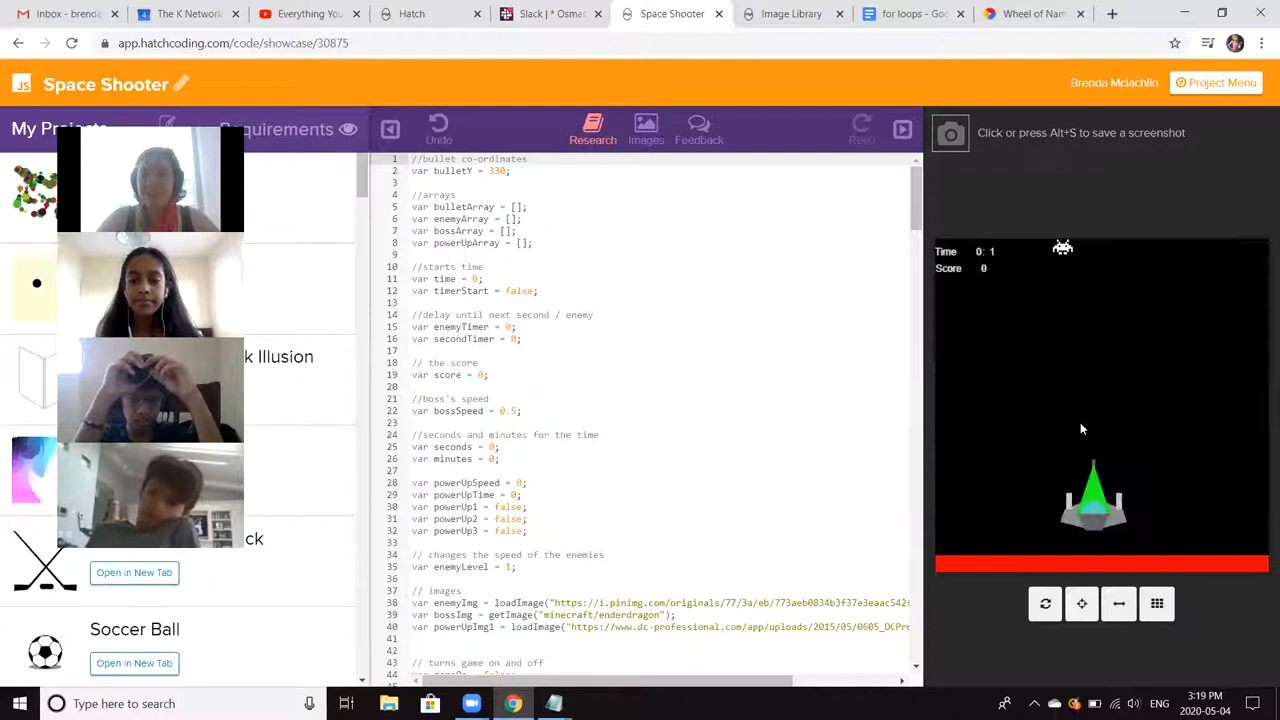 Inbox - brend
The K Network
Everything You
Hatch
Slack | * Osm
Space Shooter
Image Library
for loops - Goo
Wheel of Nam
app.hatchcoding.com/code/showcase/30875
JS Space Shooter
Brenda Mclachlin
Project Menu
My Projects
Requirements
Undo
Research
Images
Feedback
Redo
Click or press Alt+S to save a screenshot
1 //bullet co-ordinates
2 var bulletY = 330;
3
4 //arrays
5 var bulletArray = [];
6 var enemyArray = [];
7 var bossArray = [];
8 var powerUpArray = [];
9
10 //starts time
11 var time = 0;
12 var timerStart = false;
13
14 //delay until next second / enemy
15 var enemyTimer = 0;
16 var secondTimer = 0;
17
18 // the score
19 var score = 0;
20
21 //boss's speed
22 var bossSpeed = 0.5;
23
24 //seconds and minutes for the time
25 var seconds = 0;
26 var minutes = 0;
27
28 var powerUpSpeed = 0;
29 var powerUpTime = 0;
30 var powerUp1 = false;
31 var powerUp2 = false;
32 var powerUp3 = false;
33
34 // changes the speed of the enemies
35 var enemyLevel = 1;
36
37 // images
38 var enemyImg = loadImage("https://i.pinimg.com/originals/77/3a/eb/773aeb0834b3f37e3eaac542
39 var bossImg = getImage("minecraft/enderdragon");
40 var powerUpImg1 = loadImage("https://www.dc-professional.com/app/uploads/2015/05/0605_DCPr
41
42
43 // turns game on and off
44
Time 0: 1
Score 0
k Illusion
ck
Open in New Tab
Soccer Ball
Open in New Tab
Type here to search
ENG
3:19 PM
2020-05-04